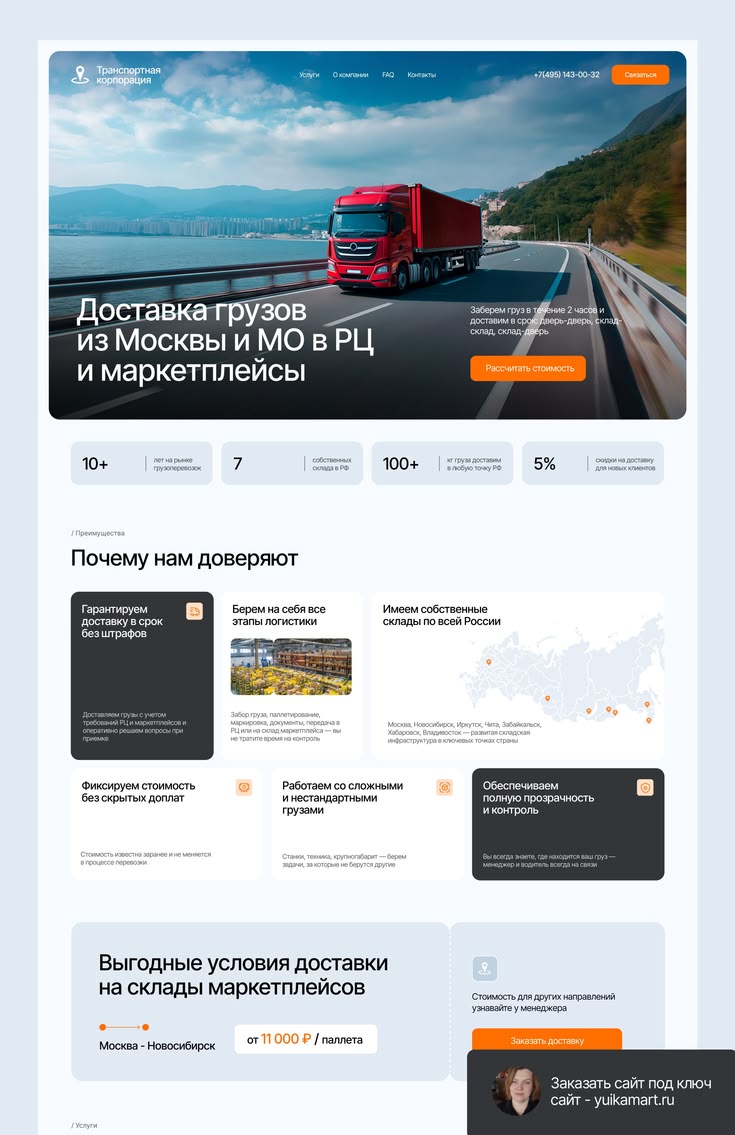 Транспортная
корпорация
Услуги
О компании
FAQ
Контакты
+7(495) 143-00-32
Связаться
Доставка грузов
из Москвы и МО в РЦ
и маркетплейсы
Заберем груз в течение 2 часов и
доставим в срок: дверь-дверь, склад-
склад, склад-дверь
Рассчитать стоимость
10+
лет на рынке
грузоперевозок
7
собственных
склада в РФ
100+
кг груза доставим
в любую точку РФ
5%
скидки на доставку
для новых клиентов
/ Преимущества
Почему нам доверяют
Гарантируем
доставку в срок
без штрафов
Доставляем грузы с учетом
требований РЦ и маркетплейсов и
оперативно решаем вопросы при
приемке
Берем на себя все
этапы логистики
Забор груза, паллетирование,
маркировка, документы, передача в
РЦ или на склад маркетплейса — вы
не тратите время на контроль
Имеем собственные
склады по всей России
Москва, Новосибирск, Иркутск, Чита, Забайкальск,
Хабаровск, Владивосток — развитая складская
инфраструктура в ключевых точках страны
Фиксируем стоимость
без скрытых доплат
Стоимость известна заранее и не меняется
в процессе перевозки
Работаем со сложными
и нестандартными
грузами
Станки, техника, крупногабарит — берем
задачи, за которые не берутся другие
Обеспечиваем
полную прозрачность
и контроль
Вы всегда знаете, где находится ваш груз —
менеджер и водитель всегда на связи
Выгодные условия доставки
на склады маркетплейсов
Москва - Новосибирск
от 11 000 ₽ / паллета
Стоимость для других направлений
узнавайте у менеджера
Заказать доставку
Заказать сайт под ключ
сайт - yuikamart.ru
/ Услуги